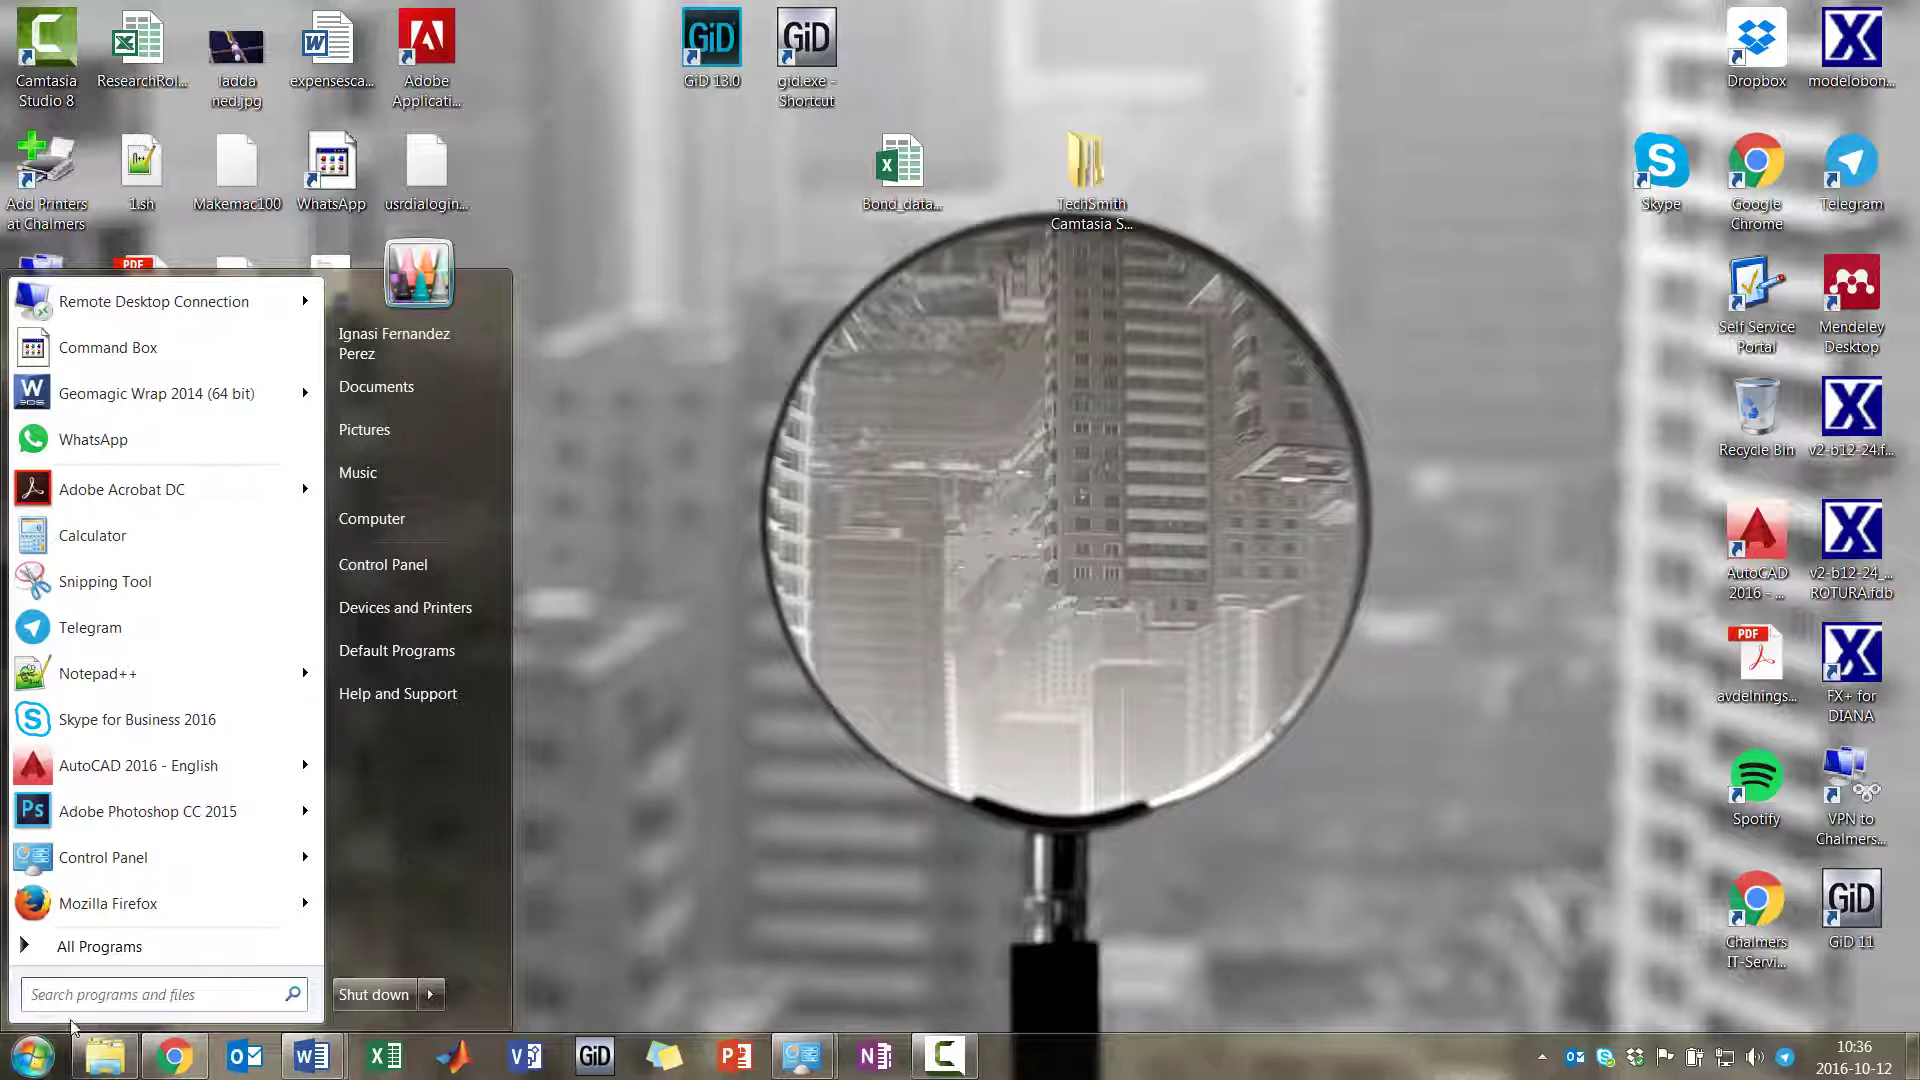 Camtasia
Studio 8
ResearchRol...
ladda
ned.jpg
expensesca...
Adobe
Applicati...
GiD 13.0
gid.exe -
Shortcut
Dropbox
modelobon...
Add Printers
at Chalmers
1.sh
Makemac100
WhatsApp
usrdialogin...
Bond_data...
TechSmith
Camtasia S...
Skype
Google
Chrome
Telegram
PDF
Self Service
Portal
Mendeley
Desktop
Recycle Bin
v2-b12-24.f...
AutoCAD
2016 - ...
v2-b12-24_...
ROTURA.fdb
PDF
avdelnings...
FX+ for
DIANA
Spotify
VPN to
Chalmers...
Chalmers
IT-Servi...
GiD
GiD 11
Remote Desktop Connection
Command Box
Geomagic Wrap 2014 (64 bit)
WhatsApp
Adobe Acrobat DC
Calculator
Snipping Tool
Telegram
Notepad++
Skype for Business 2016
AutoCAD 2016 - English
Adobe Photoshop CC 2015
Control Panel
Mozilla Firefox
All Programs
Search programs and files
Ignasi Fernandez
Perez
Documents
Pictures
Music
Computer
Control Panel
Devices and Printers
Default Programs
Help and Support
Shut down
GiD
10:36
2016-10-12